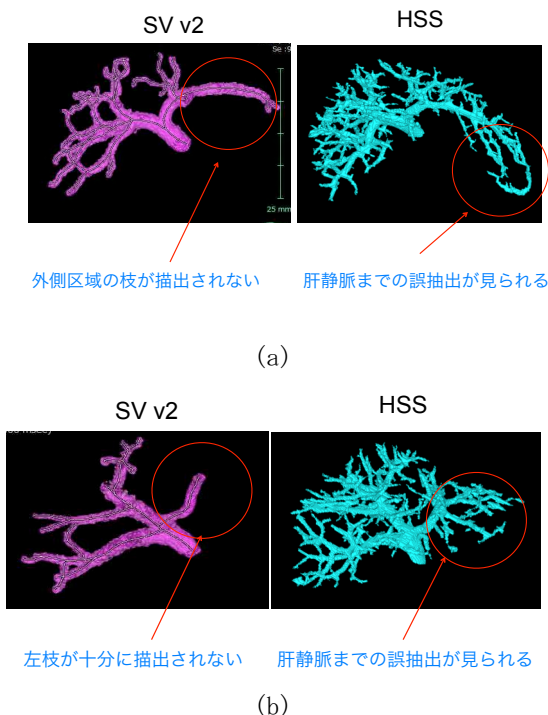 SV v2
HSS
Se :9
25 mm
外側区域の枝が描出されない
肝静脈までの誤抽出が見られる
(a)
SV v2
HSS
左枝が十分に描出されない
肝静脈までの誤抽出が見られる
(b)